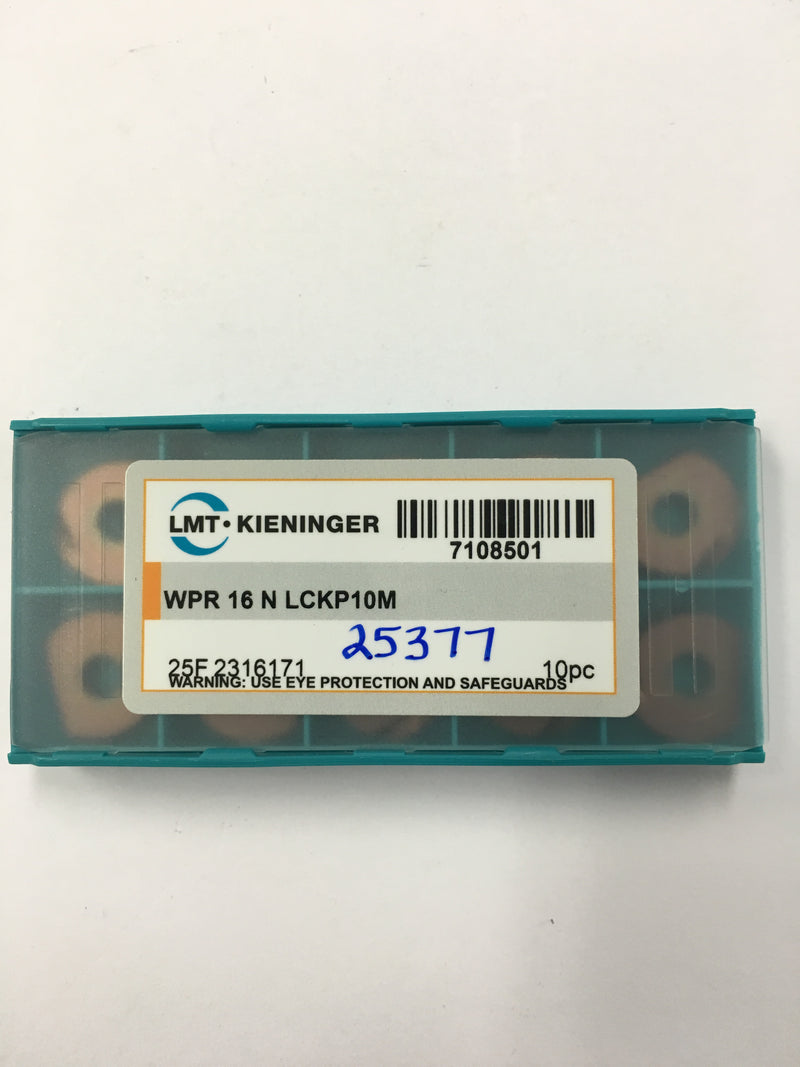 LMT• KIENINGER
7108501
WPR 16 N LCKP10M
25377
25F 2316171 10pc
WARNING: USE EYE PROTECTION AND SAFEGUARDS